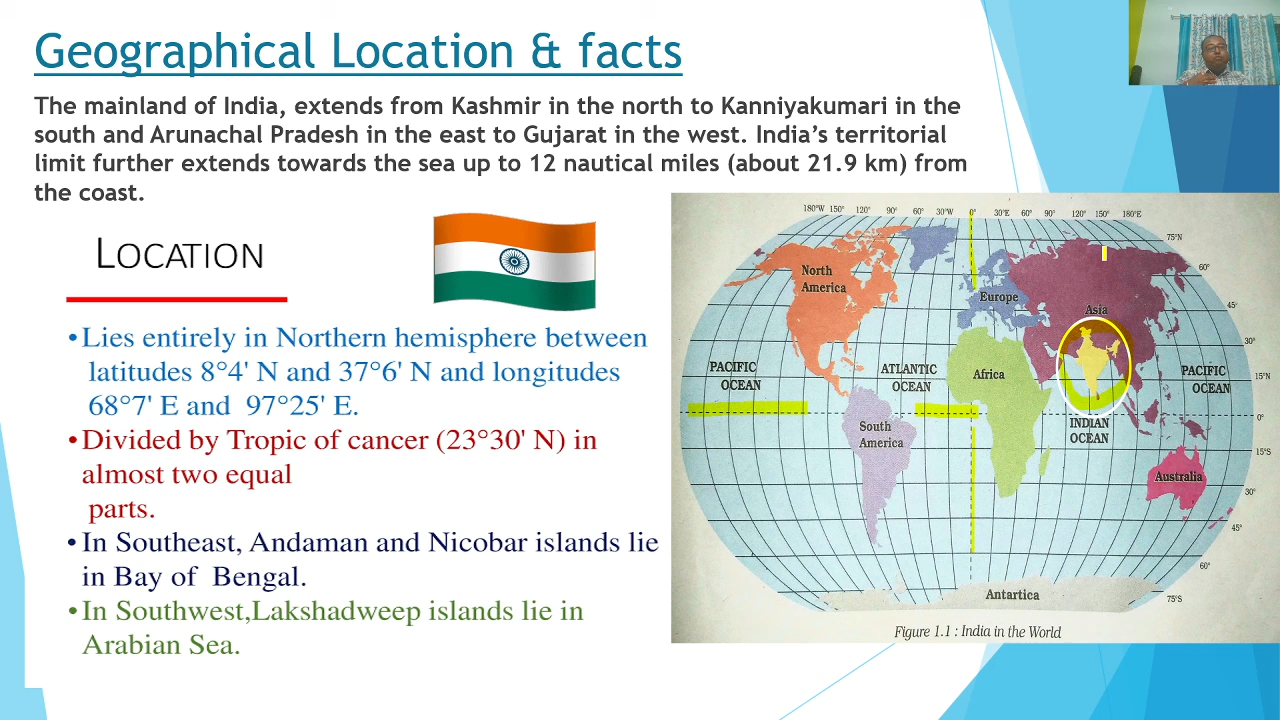 Geographical Location & facts
The mainland of India, extends from Kashmir in the north to Kanniyakumari in the
south and Arunachal Pradesh in the east to Gujarat in the west. India’s territorial
limit further extends towards the sea up to 12 nautical miles (about 21.9 km) from
the coast.
LOCATION
•Lies entirely in Northern hemisphere between
latitudes 8°4' N and 37°6' N and longitudes
68°7' E and 97°25' E.
•Divided by Tropic of cancer (23°30' N) in
almost two equal
parts.
•In Southeast, Andaman and Nicobar islands lie
in Bay of Bengal.
•In Southwest,Lakshadweep islands lie in
Arabian Sea.
180°W 150° 120° 90° 60° 30°W 0° 30°E 60° 90° 120° 150° 180°E
75°N
60°
45°
30°
15°N
0°
15°S
30°
45°
60°
75°S
North
America
Europe
Asia
PACIFIC
OCEAN
ATLANTIC
OCEAN
Africa
PACIFIC
OCEAN
South
America
INDIAN
OCEAN
Australia
Antartica
Figure 1.1 : India in the World